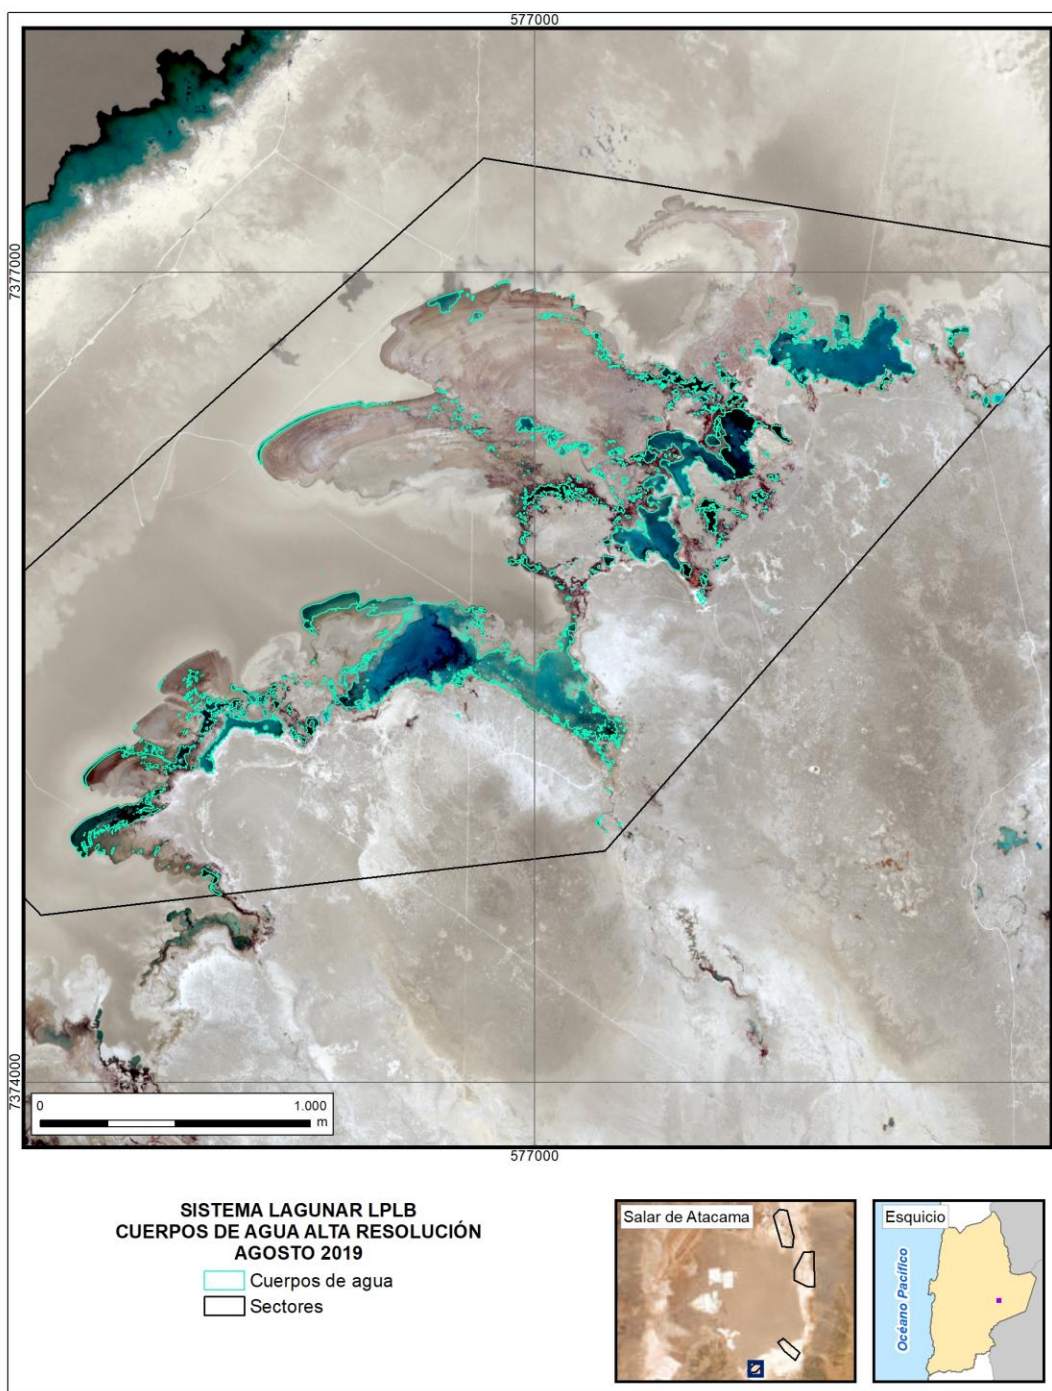 577000
7377000
7374000
0 1.000
m
577000
SISTEMA LAGUNAR LPLB
CUERPOS DE AGUA ALTA RESOLUCIÓN
AGOSTO 2019
Cuerpos de agua
Sectores
Salar de Atacama
Esquicio
Océano Pacífico